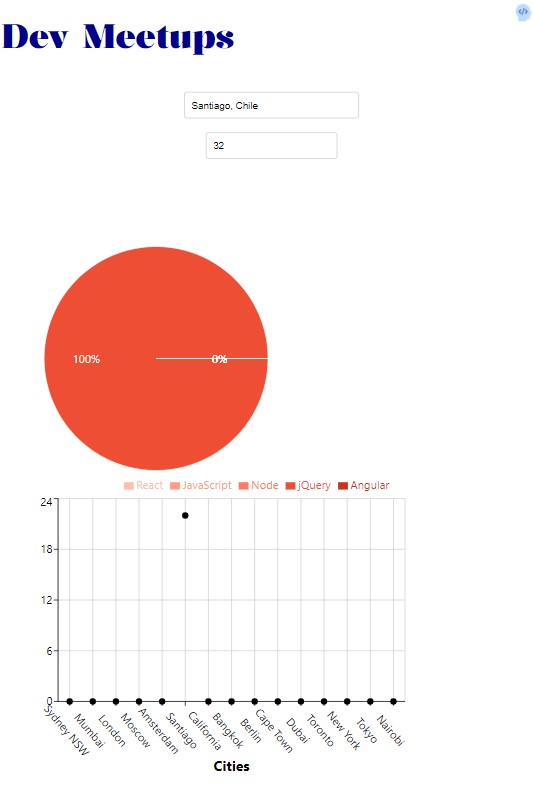 Dev Meetups
Santiago, Chile
32
100%
0%
React JavaScript Node jQuery Angular
24
18
12
6
0
Sydney NSW Mumbai London Moscow Amsterdam Santiago California Bangkok Berlin Cape Town Dubai Toronto New York Tokyo Nairobi
Cities